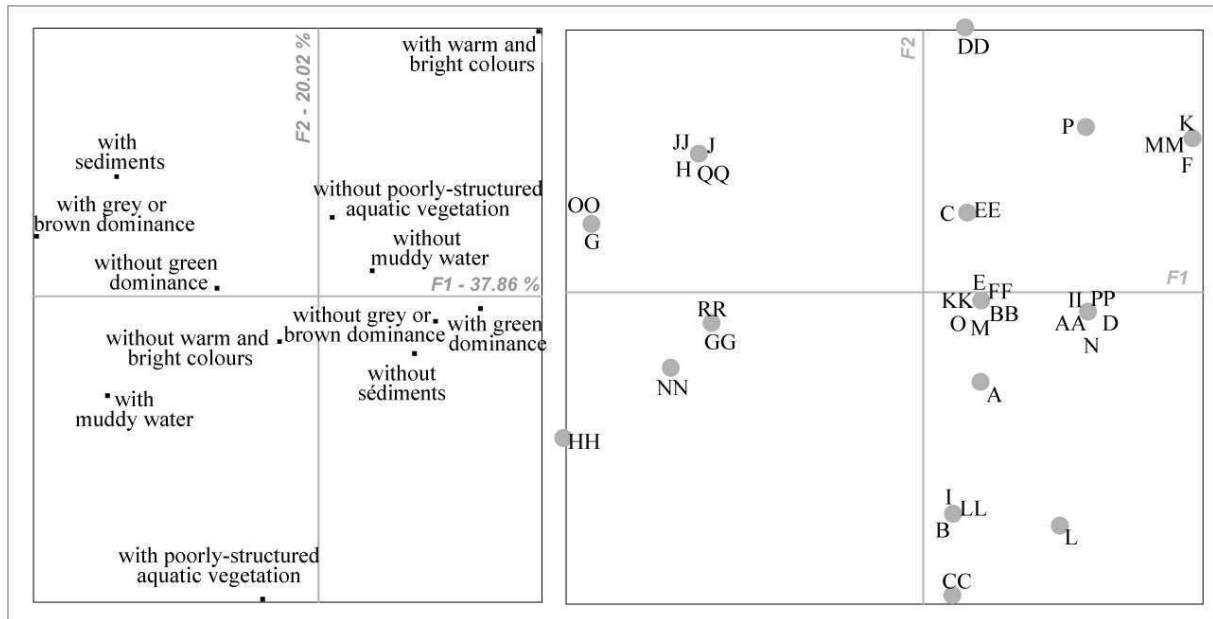 with warm and
bright colours
F2 - 20.02 %
with
sediments
without poorly-structured
aquatic vegetation
with grey or
brown dominance
without
muddy water
without green
dominance
F1 - 37.86 %
without grey or
brown dominance
with green
dominance
without warm and
bright colours
without
sédiments
with
muddy water
with poorly-structured
aquatic vegetation
F2
DD
P
K
MM
F
JJ J
H QQ
C EE
OO
G
F1
E
KK FF
BB
O M
II PP
AA D
N
RR
GG
NN
A
HH
I
LL
B
L
CC